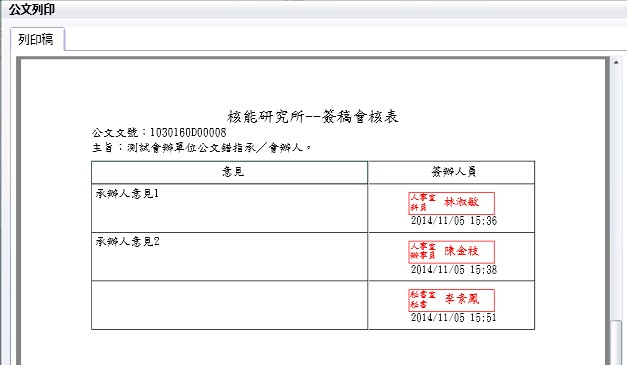 公文列印
列印稿
核能研究所--簽稿會核表
公文文號：1030160D00008
主旨：測試會辦單位公文錯指承／會辦人。
意見 簽辦人員
承辦人意見1
人事室
科員 林淑敏
2014/11/05 15:36
承辦人意見2
人事室
辦事員 陳金枝
2014/11/05 15:38
秘書室
秘書 李素鳳
2014/11/05 15:51